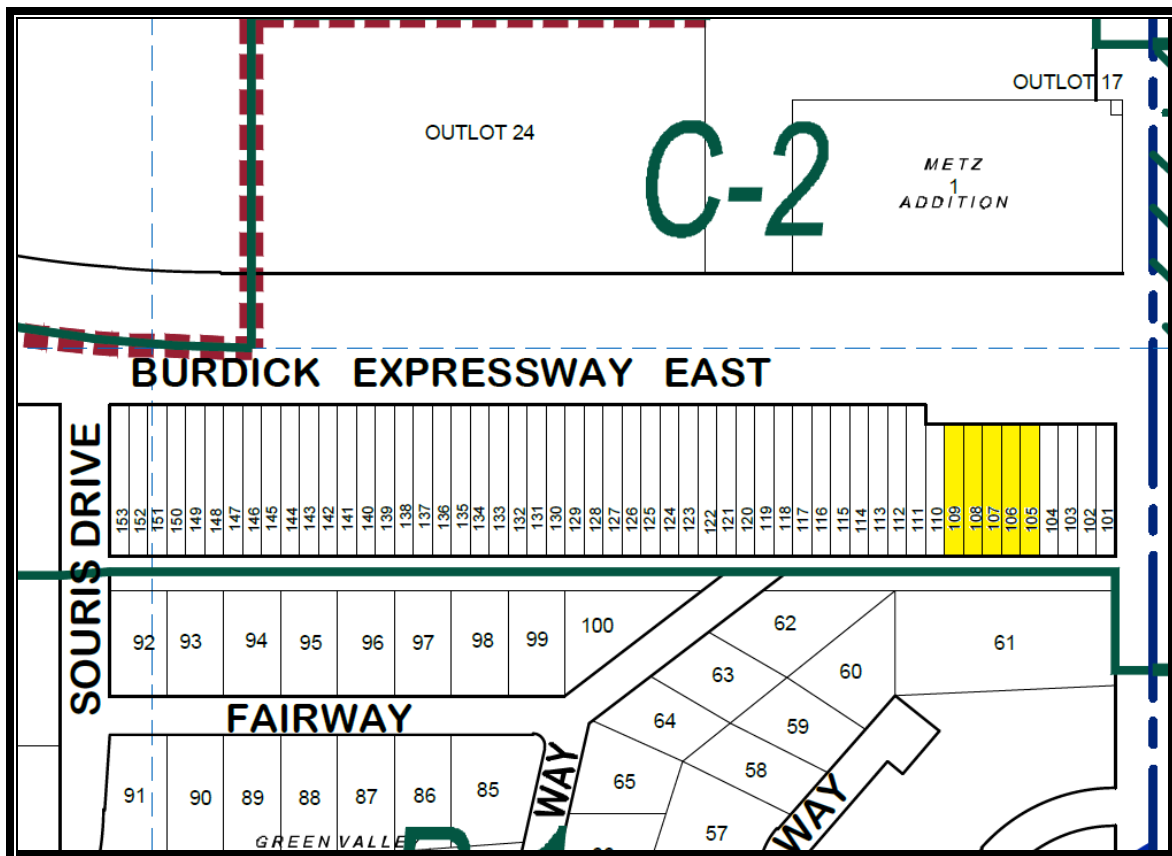 OUTLOT 17
OUTLOT 24
C-2
METZ
1
ADDITION
BURDICK EXPRESSWAY EAST
SOURIS DRIVE
153 152 151 150 149 148 147 146 145 144 143 142 141 140 139 138 137 136 135 134 133 132 131 130 129 128 127 126 125 124 123 122 121 120 119 118 117 116 115 114 113 112 111 110 109 108 107 106 105 104 103 102 101
92 93 94 95 96 97 98 99 100
62
61
63
60
64
59
FAIRWAY
WAY
65
58
57
WAY
91 90 89 88 87 86 85